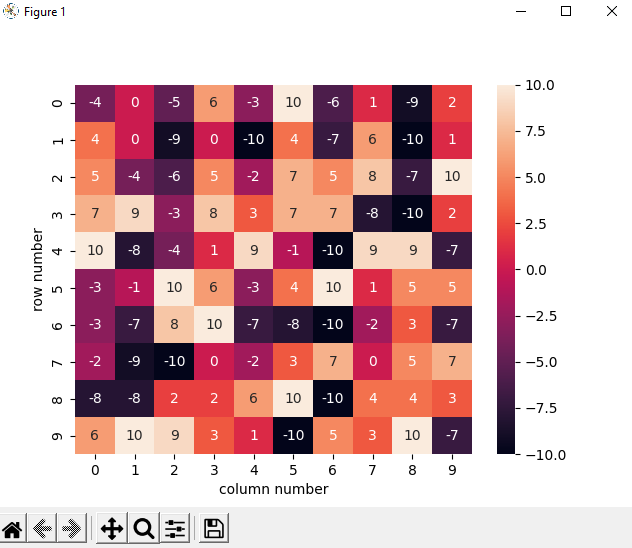 Figure 1
0 -4 0 -5 6 -3 10 -6 1 -9 2 10.0
1 4 0 -9 0 -10 4 -7 6 -10 1 7.5
2 5 -4 -6 5 -2 7 5 8 -7 10 5.0
3 7 9 -3 8 3 7 7 -8 -10 2 2.5
row number
4 10 -8 -4 1 9 -1 -10 9 9 -7 0.0
5 -3 -1 10 6 -3 4 10 1 5 5 −2.5
6 -3 -7 8 10 -7 -8 -10 -2 3 -7 −5.0
7 -2 -9 -10 0 -2 3 7 0 5 7
8 -8 -8 2 2 6 10 -10 4 4 3 −7.5
9 6 10 9 3 1 -10 5 3 10 -7 −10.0
0 1 2 3 4 5 6 7 8 9
column number